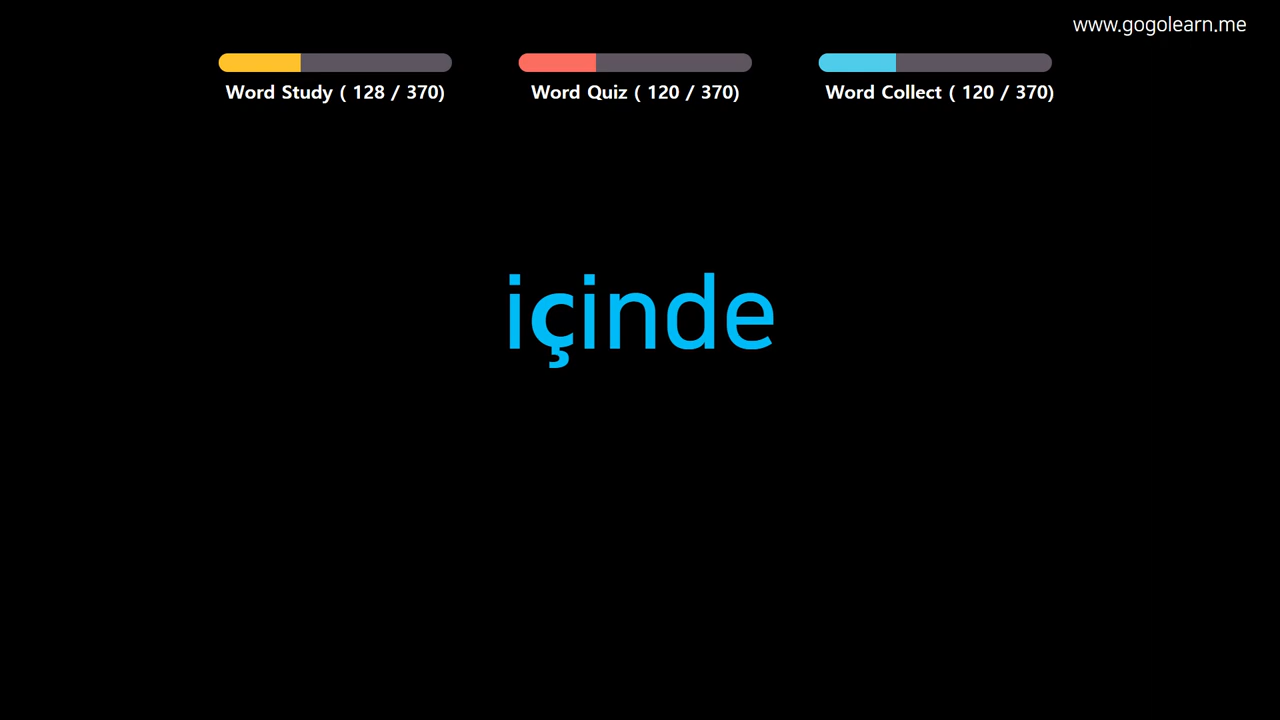 www.gogolearn.me
Word Study ( 128 / 370)
Word Quiz ( 120 / 370)
Word Collect ( 120 / 370)
içinde